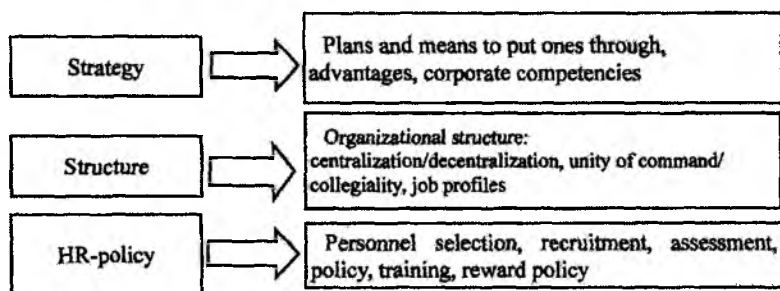 Strategy
Plans and means to put ones through,
advantages, corporate competencies
Structure
Organizational structure:
centralization/decentralization, unity of command/
collegiality, job profiles
HR-policy
Personnel selection, recruitment, assessment,
policy, training, reward policy